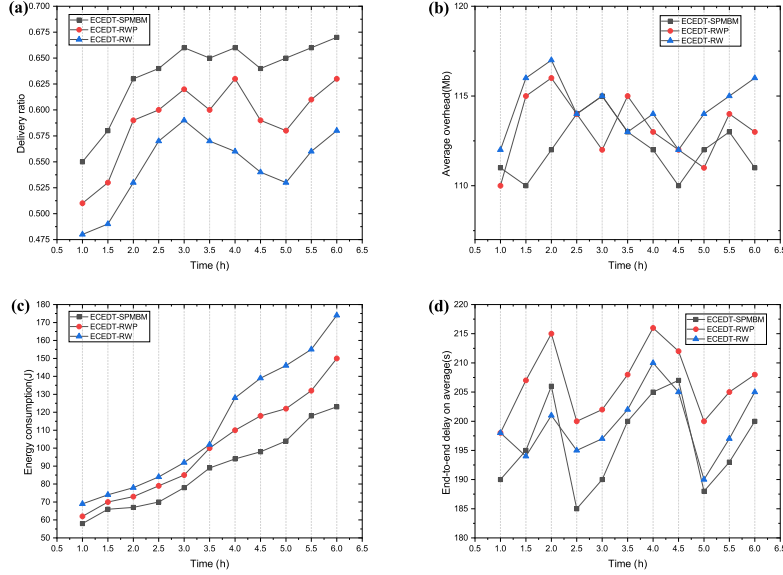 (a)
0.700
0.675
0.650
0.625
0.600
0.575
0.550
0.525
0.500
0.475
Delivery ratio
ECEDT-SPMBM
ECEDT-RWP
ECEDT-RW
0.5 1.0 1.5 2.0 2.5 3.0 3.5 4.0 4.5 5.0 5.5 6.0 6.5
Time (h)
(b)
120
115
110
Average overhead(Mb)
ECEDT-SPMBM
ECEDT-RWP
ECEDT-RW
0.5 1.0 1.5 2.0 2.5 3.0 3.5 4.0 4.5 5.0 5.5 6.0 6.5
Time (h)
(c)
180
170
160
150
140
130
120
110
100
90
80
70
60
50
Energy consumption(J)
ECEDT-SPMBM
ECEDT-RWP
ECEDT-RW
0.5 1.0 1.5 2.0 2.5 3.0 3.5 4.0 4.5 5.0 5.5 6.0 6.5
Time (h)
(d)
220
215
210
205
200
195
190
185
180
End-to-end delay on average(s)
ECEDT-SPMBM
ECEDT-RWP
ECEDT-RW
0.5 1.0 1.5 2.0 2.5 3.0 3.5 4.0 4.5 5.0 5.5 6.0 6.5
Time (h)